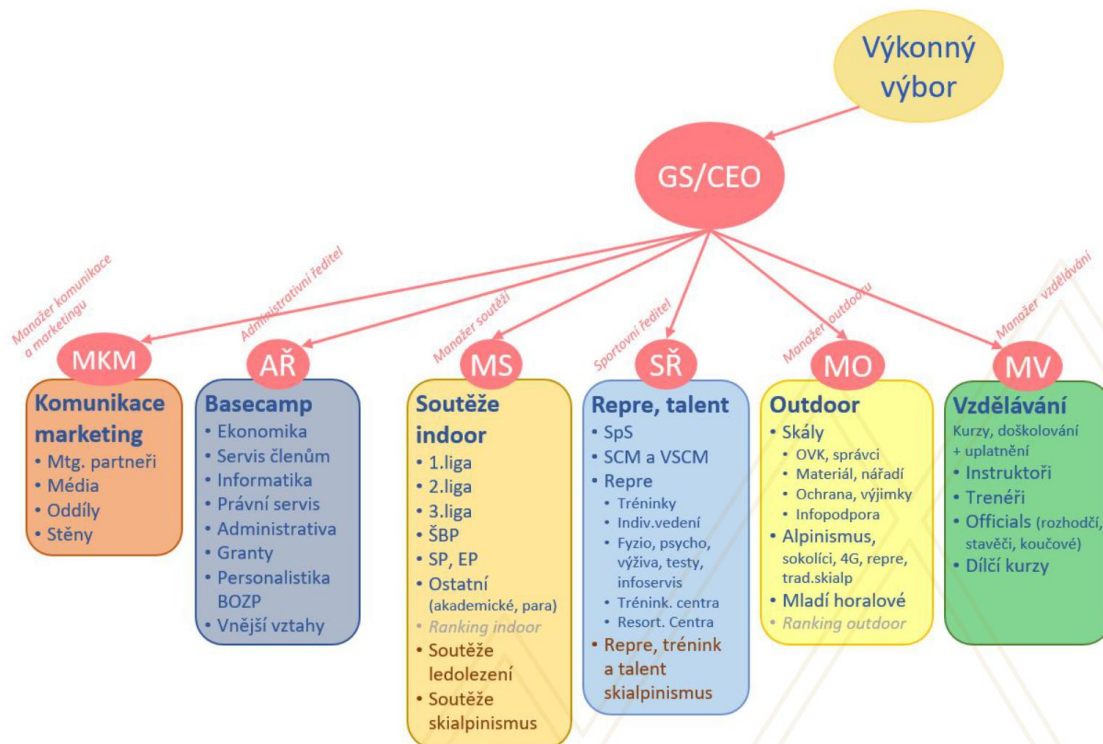 Výkonný
výbor
GS/CEO
Manažer komunikace
a marketingu
MKM
Komunikace
marketing
• Mtg. partneři
• Média
• Oddíly
• Stěny
Administrativní ředitel
AŘ
Basecamp
• Ekonomika
• Servis členům
• Informatika
• Právní servis
• Administrativa
• Granty
• Personalistika
BOZP
• Vnější vztahy
Manažer soutěží
MS
Soutěže
indoor
• 1.liga
• 2.liga
• 3.liga
• ŠBP
• SP, EP
• Ostatní
(akademické, para)
• Ranking indoor
• Soutěže
ledolezení
• Soutěže
skialpinismus
Sportovní ředitel
SŘ
Repre, talent
• SpS
• SCM a VSCM
• Repre
• Tréninky
• Indiv.vedení
• Fyzio, psycho,
výživa, testy,
infoservis
• Trénink. centra
• Resort. Centra
• Repre, trénink
a talent
skialpinismus
Manažer outdooru
MO
Outdoor
• Skály
• OVK, správci
• Materiál, nářadí
• Ochrana, výjimky
• Infopodpora
• Alpinismus,
sokolíci, 4G, repre,
trad.skialp
• Mladí horalové
• Ranking outdoor
Manažer vzdělávání
MV
Vzdělávání
Kurzy, doškolování
+ uplatnění
• Instruktoři
• Trenéři
• Officials (rozhodčí,
stavěči, koučové)
• Dílčí kurzy